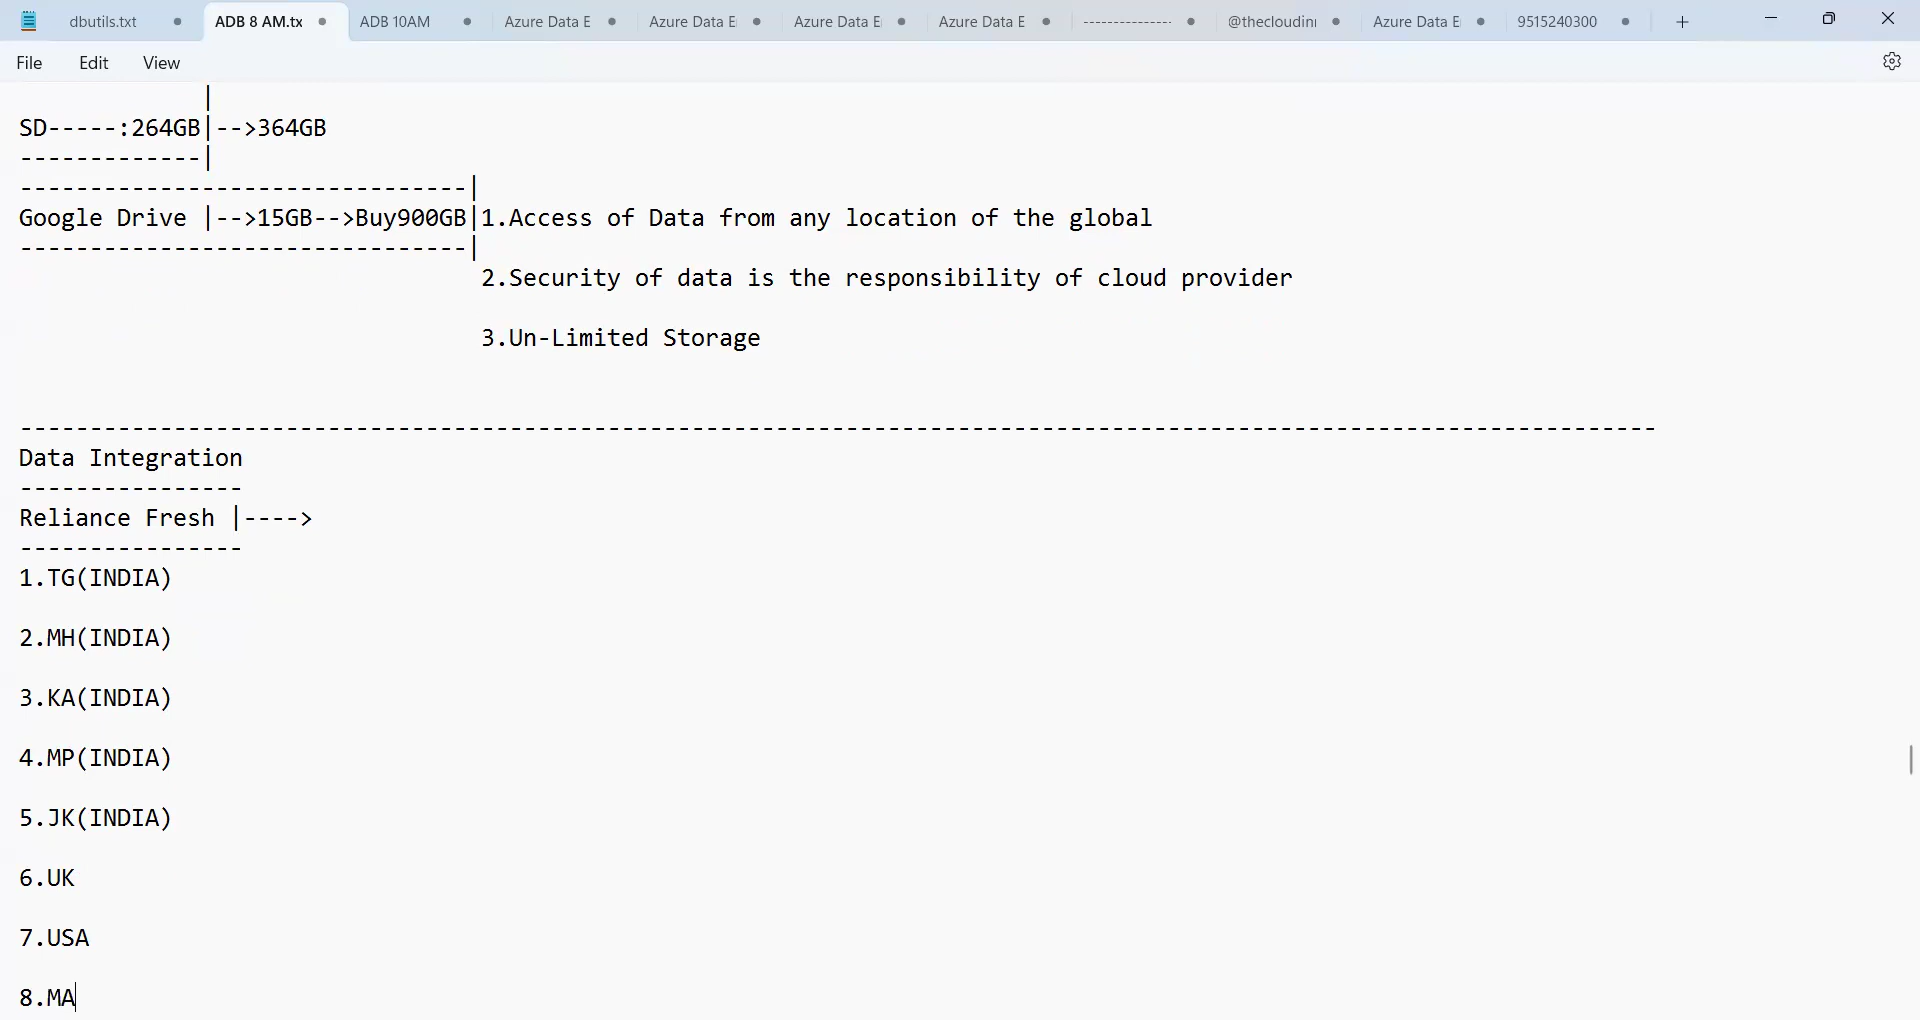 dbutils.txt ADB 8 AM.tx ADB 10AM Azure Data E Azure Data E Azure Data E Azure Data E --------------- @thecloudin Azure Data E 9515240300
File Edit View
|
SD-----:264GB|-->364GB
-------------|
--------------------------------|
Google Drive |-->15GB-->Buy900GB|1.Access of Data from any location of the global
--------------------------------|
2.Security of data is the responsibility of cloud provider
3.Un-Limited Storage
---------------------------------------------------------------------------------------------------------------------
Data Integration
----------------
Reliance Fresh |---->
----------------
1.TG(INDIA)
2.MH(INDIA)
3.KA(INDIA)
4.MP(INDIA)
5.JK(INDIA)
6.UK
7.USA
8.MA